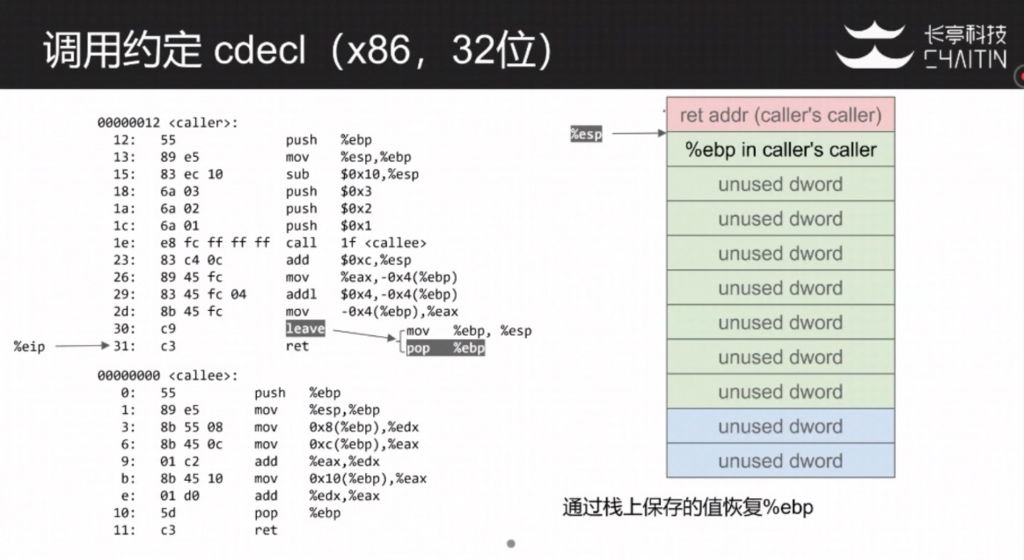 调用约定 cdecl（x86，32位）
长亭科技
CHAITIN
00000012 <caller>:
12: 55 push %ebp
13: 89 e5 mov %esp,%ebp
15: 83 ec 10 sub $0x10,%esp
18: 6a 03 push $0x3
1a: 6a 02 push $0x2
1c: 6a 01 push $0x1
1e: e8 fc ff ff ff call 1f <callee>
23: 83 c4 0c add $0xc,%esp
26: 89 45 fc mov %eax,-0x4(%ebp)
29: 83 45 fc 04 addl $0x4,-0x4(%ebp)
2d: 8b 45 fc mov -0x4(%ebp),%eax
30: c9 leave
mov %ebp, %esp
%eip
31: c3 ret
pop %ebp
00000000 <callee>:
0: 55 push %ebp
1: 89 e5 mov %esp,%ebp
3: 8b 55 08 mov 0x8(%ebp),%edx
6: 8b 45 0c mov 0xc(%ebp),%eax
9: 01 c2 add %eax,%edx
b: 8b 45 10 mov 0x10(%ebp),%eax
e: 01 d0 add %edx,%eax
10: 5d pop %ebp
11: c3 ret
%esp
ret addr (caller's caller)
%ebp in caller's caller
unused dword
unused dword
unused dword
unused dword
unused dword
unused dword
unused dword
unused dword
unused dword
通过栈上保存的值恢复%ebp